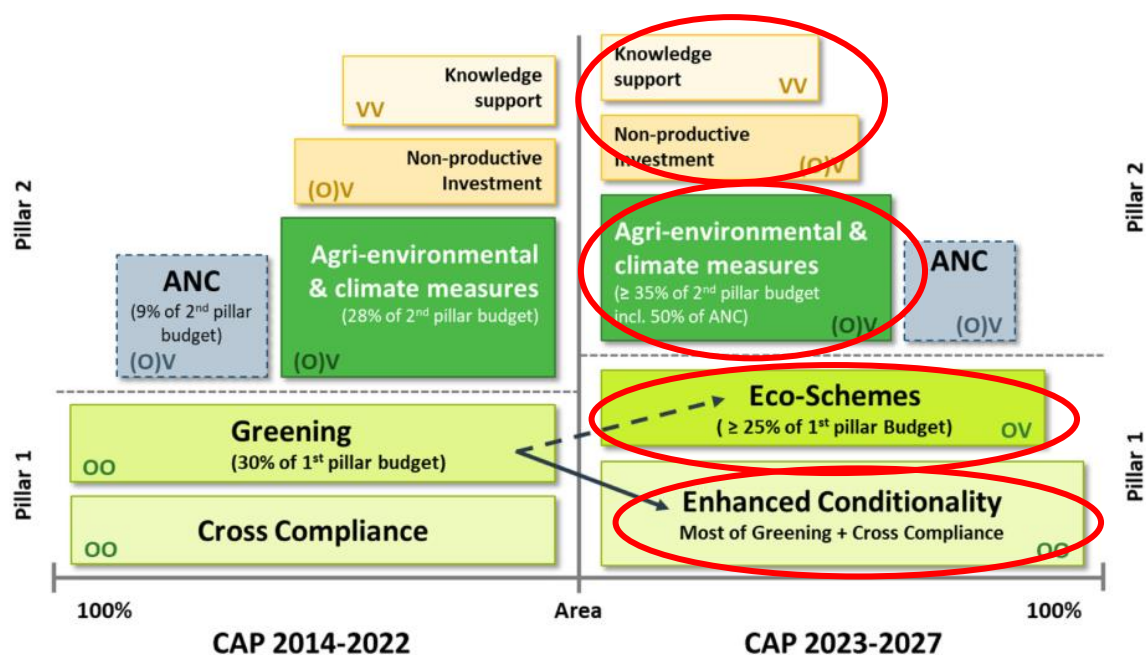 Pillar 2
Knowledge
support
VV
Non-productive
Investment
(O)V
Agri-environmental
& climate measures
(28% of 2nd pillar budget)
(O)V
ANC
(9% of 2nd pillar
budget)
(O)V
Pillar 1
Greening
(30% of 1st pillar budget)
OO
Cross Compliance
OO
Knowledge
support
VV
Non-productive
Investment
(O)V
Agri-environmental &
climate measures
(≥ 35% of 2nd pillar budget
incl. 50% of ANC)
(O)V
ANC
(O)V
Pillar 2
Eco-Schemes
( ≥ 25% of 1st pillar Budget)
OV
Enhanced Conditionality
Most of Greening + Cross Compliance
OO
Pillar 1
100%
Area
100%
CAP 2014-2022
CAP 2023-2027